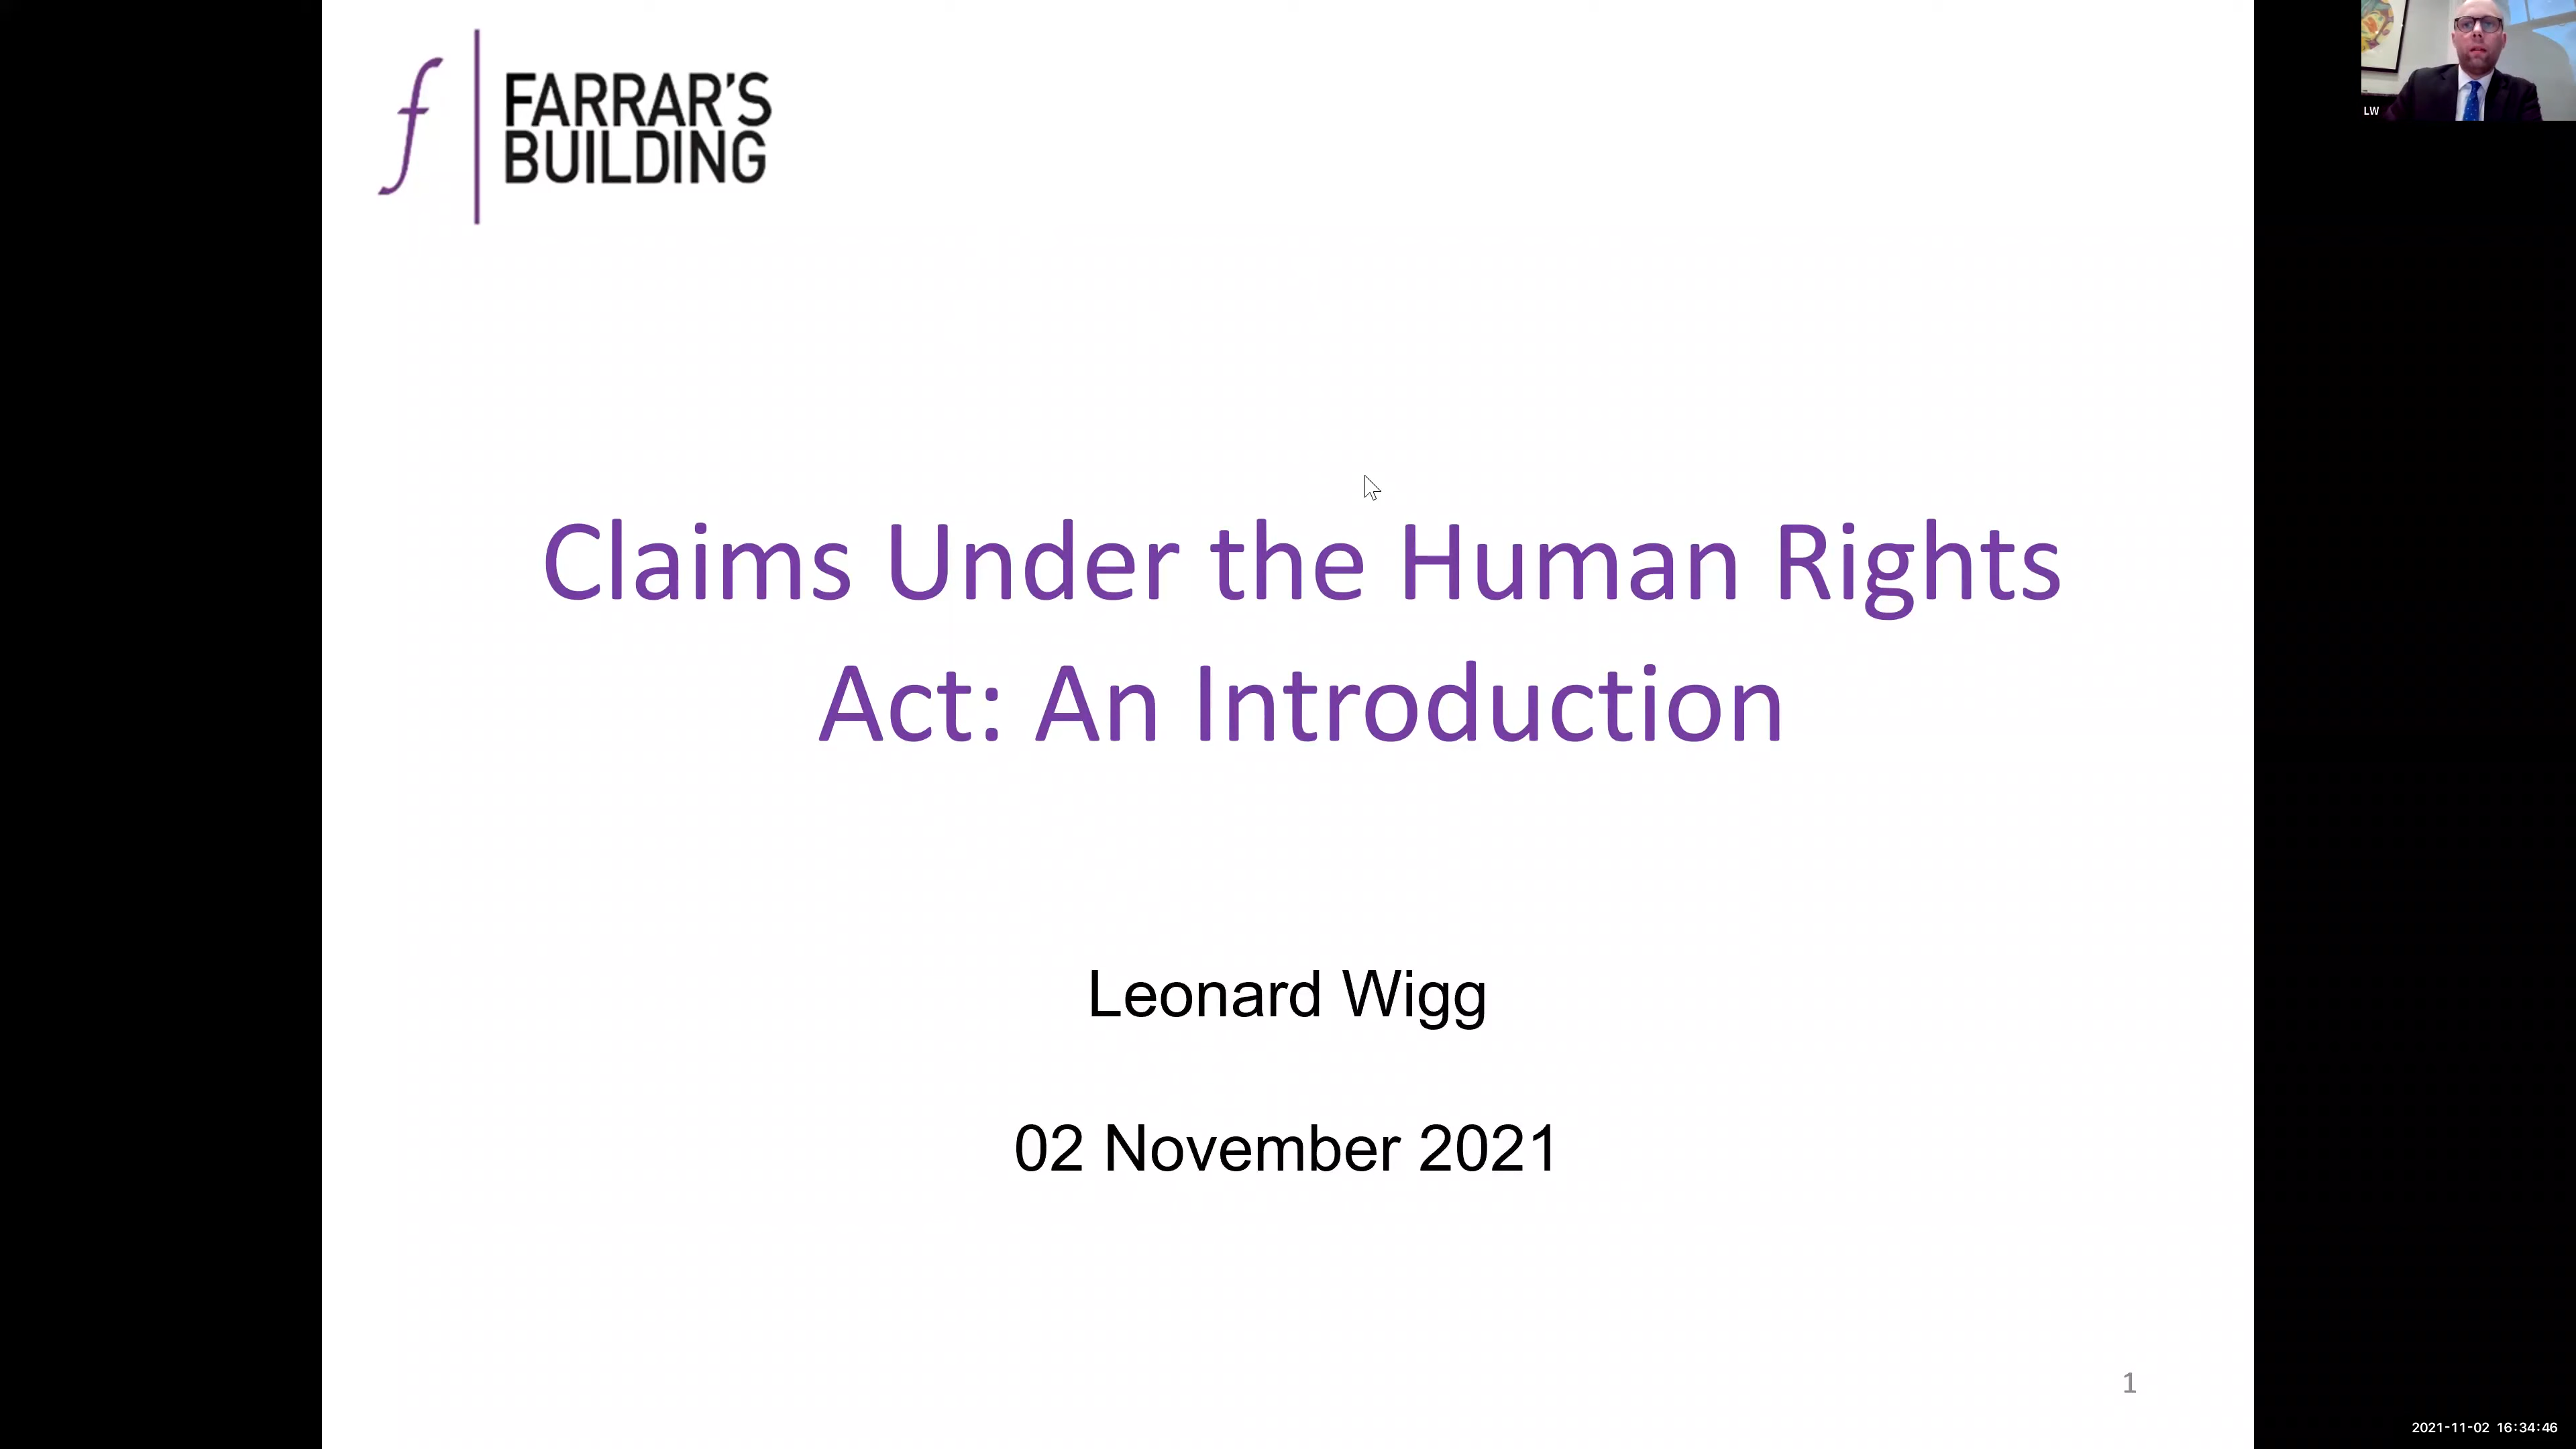 f
FARRAR'S
BUILDING
LW
Claims Under the Human Rights
Act: An Introduction
Leonard Wigg
02 November 2021
1
2021-11-02 16:34:46